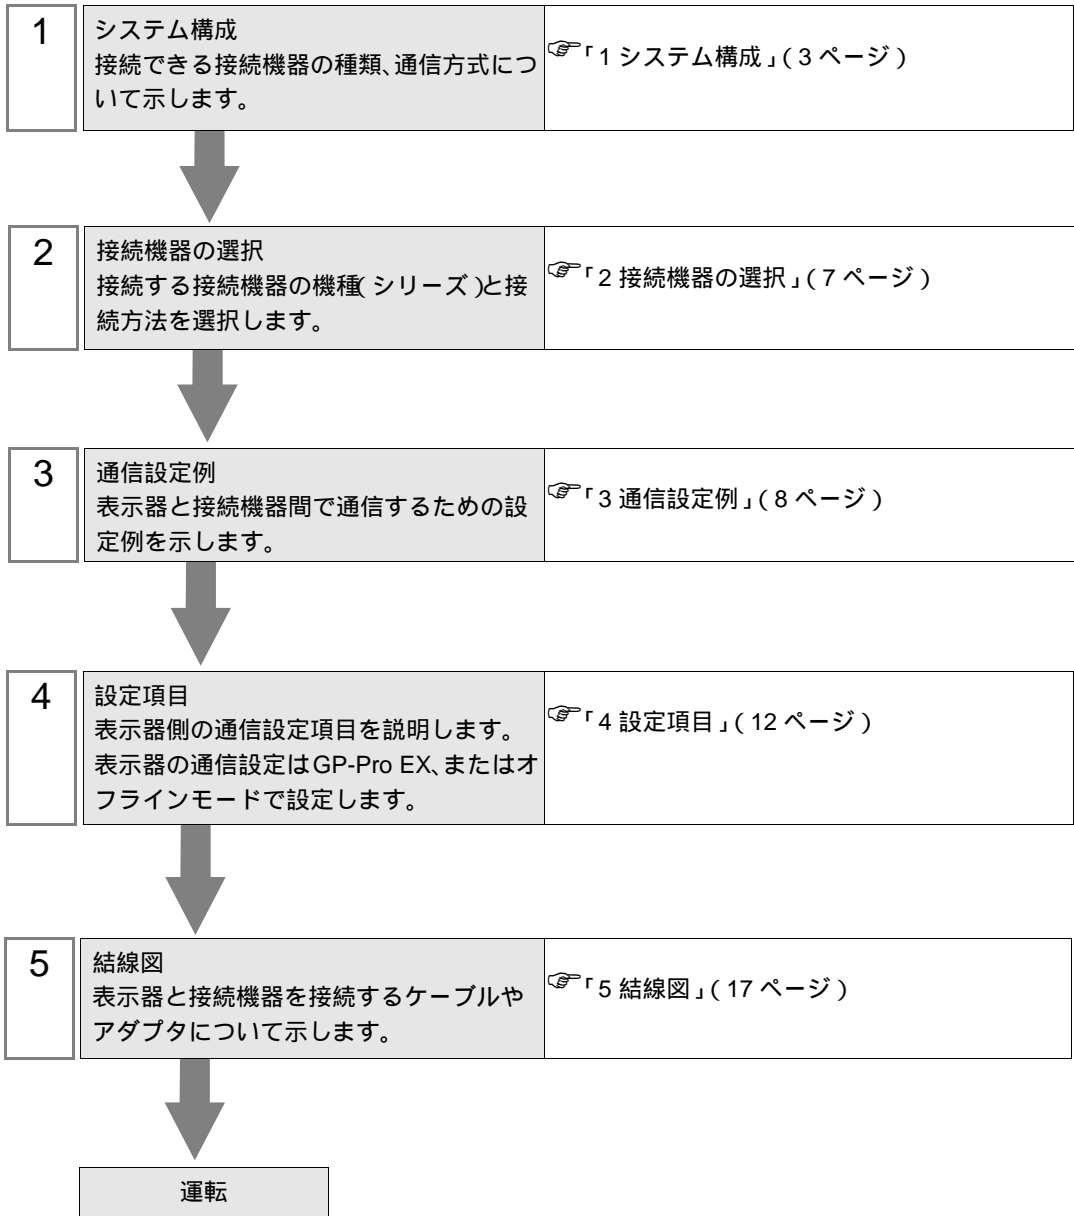 1
システム構成
接続できる接続機器の種類、通信方式につ
いて示します。
☞「1 システム構成」( 3 ページ )
2
接続機器の選択
接続する接続機器の機種( シリーズ )と接
続方法を選択します。
☞「2 接続機器の選択」( 7 ページ )
3
通信設定例
表示器と接続機器間で通信するための設
定例を示します。
☞「3 通信設定例」( 8 ページ )
4
設定項目
表示器側の通信設定項目を説明します。
表示器の通信設定はGP-Pro EX、またはオ
フラインモードで設定します。
☞「4 設定項目」( 12 ページ )
5
結線図
表示器と接続機器を接続するケーブルや
アダプタについて示します。
☞「5 結線図」( 17 ページ )
運転